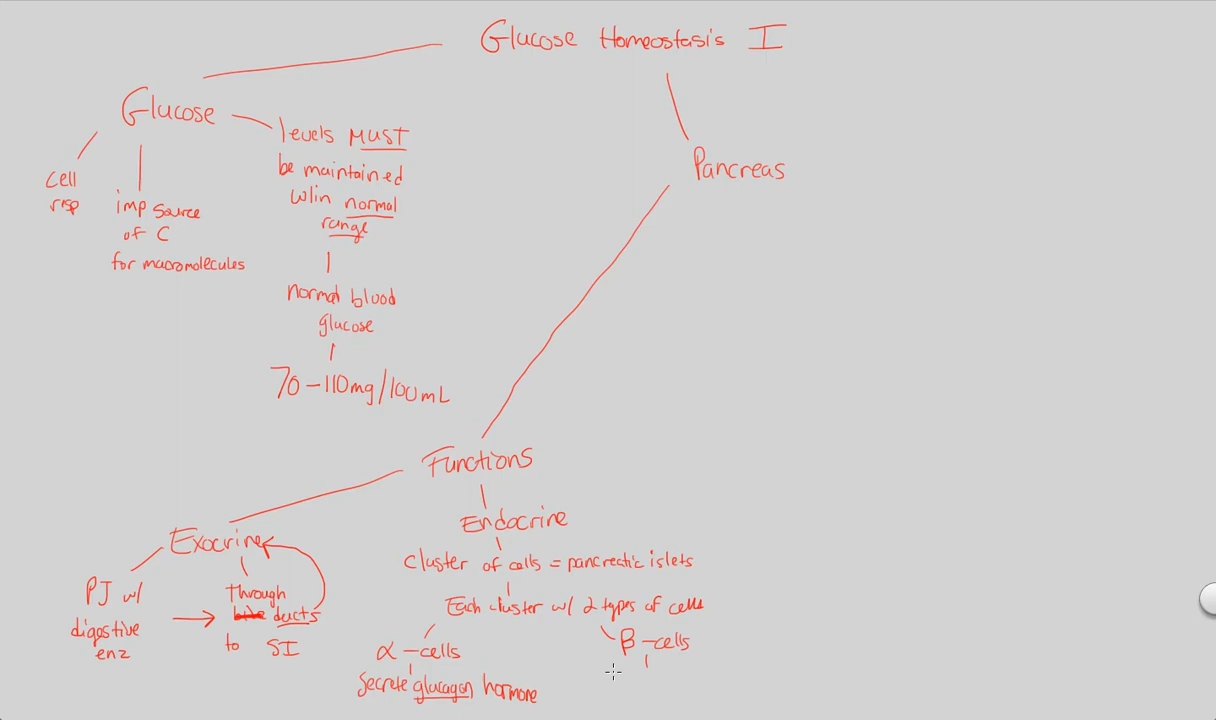 Glucose Homeostasis I
Glucose
cell
risp
imp source
of C
for macromolecules
levels MUST
be maintained
w/in normal
range
normal blood
glucose
70-110mg/100mL
Pancreas
Functions
Exocrine
PJ w/
digestive
enz
Through
ducts
to SI
Endocrine
Cluster of cells = pancreatic islets
Each cluster w/ 2 types of cells
α-cells
Secrete glucagon hormone
β-cells